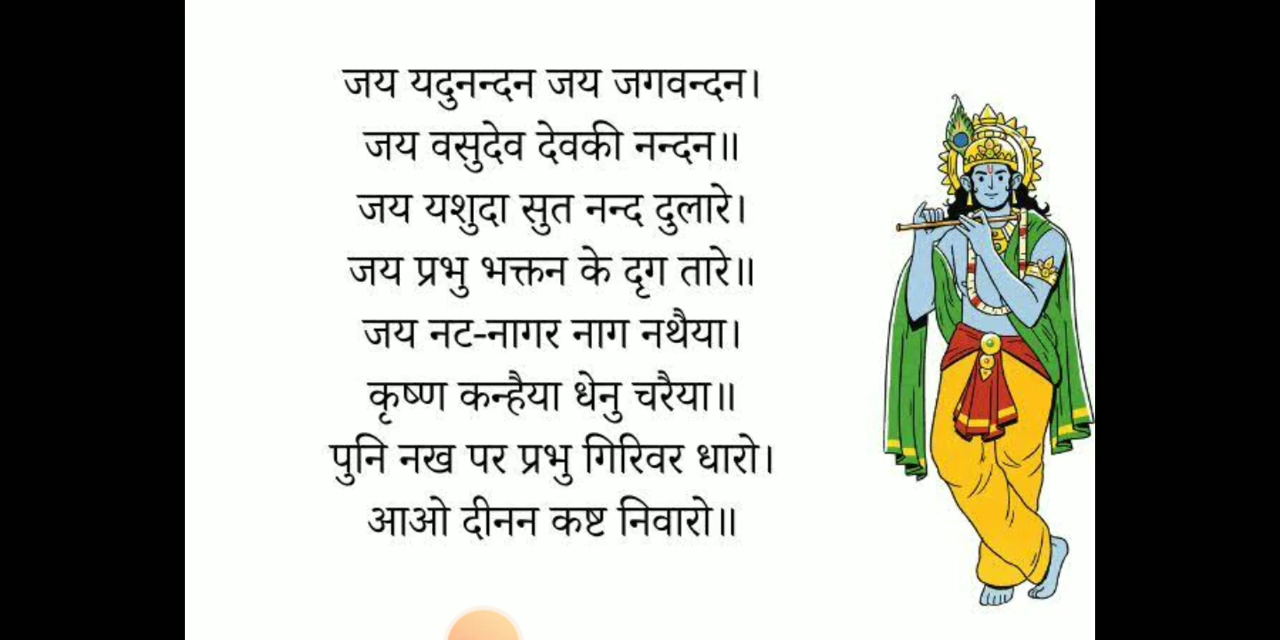 जय यदुनन्दन जय जगवन्दन।
जय वसुदेव देवकी नन्दन॥
जय यशुदा सुत नन्द दुलारे।
जय प्रभु भक्तन के दृग तारे॥
जय नट-नागर नाग नथैया।
कृष्ण कन्हैया धेनु चरैया॥
पुनि नख पर प्रभु गिरिवर धारो।
आओ दीनन कष्ट निवारो॥